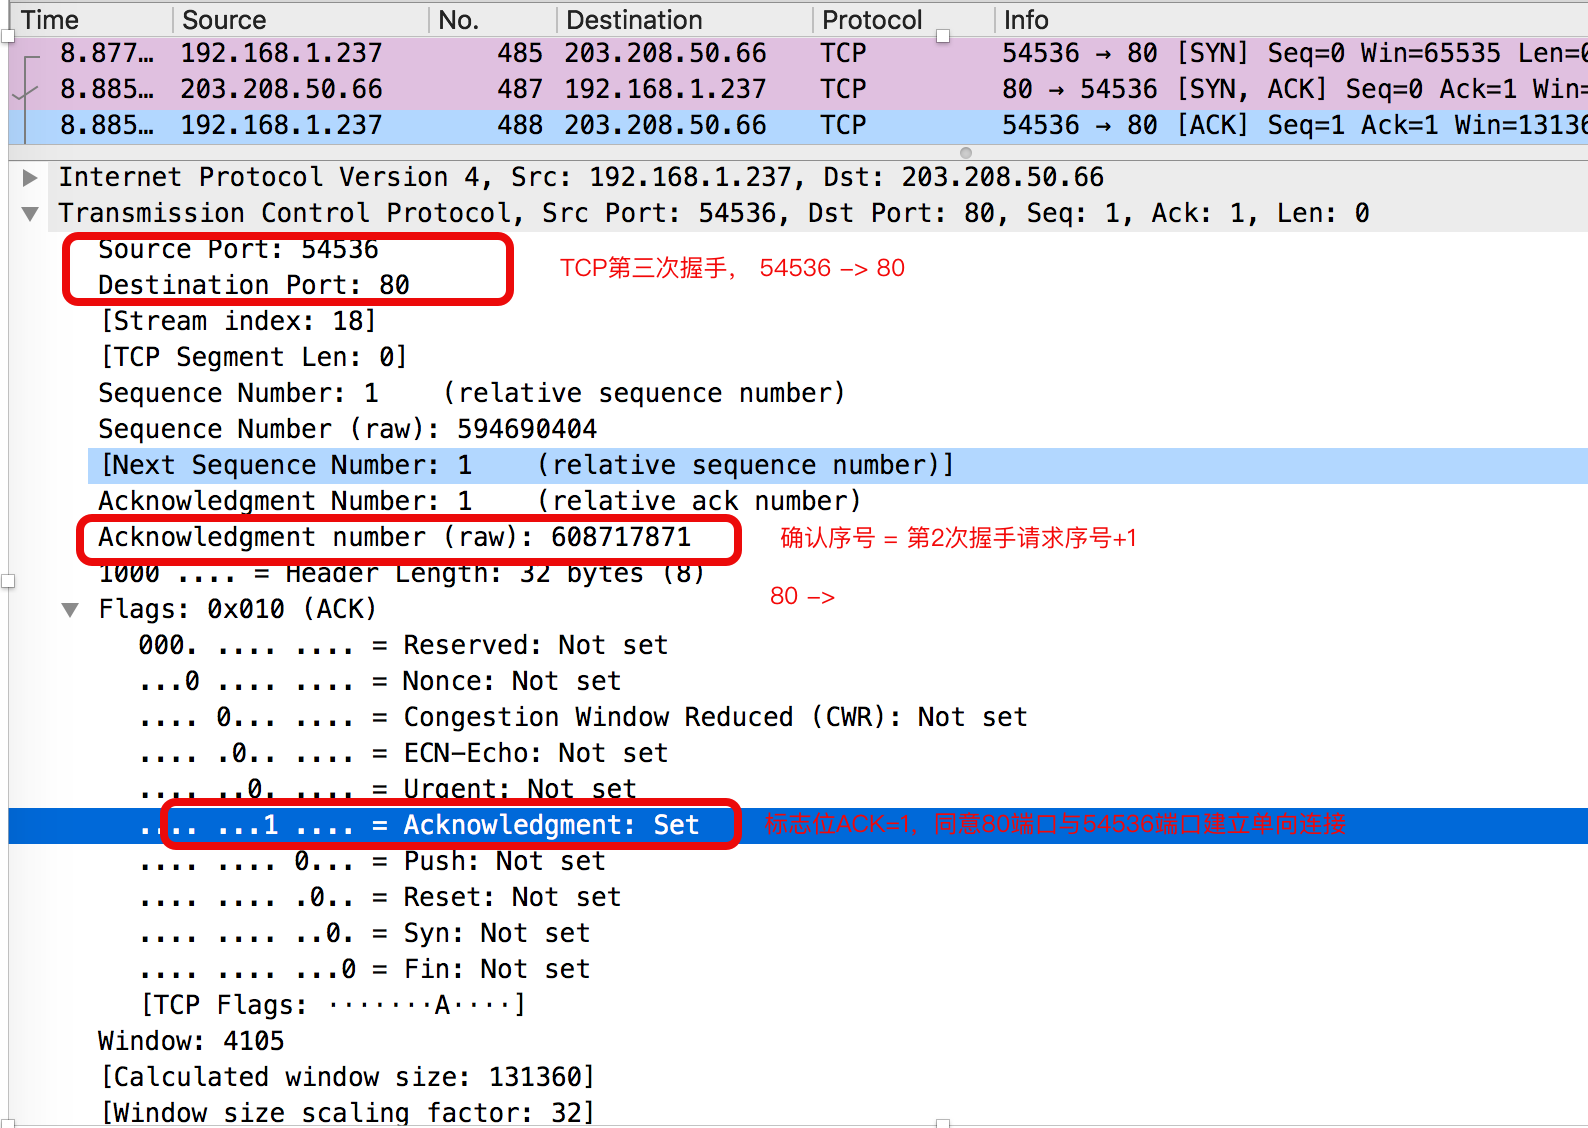 Time Source No. Destination Protocol Info
8.877… 192.168.1.237 485 203.208.50.66 TCP 54536 → 80 [SYN] Seq=0 Win=65535 Len=0
8.885… 203.208.50.66 487 192.168.1.237 TCP 80 → 54536 [SYN, ACK] Seq=0 Ack=1 Win=
8.885… 192.168.1.237 488 203.208.50.66 TCP 54536 → 80 [ACK] Seq=1 Ack=1 Win=13136
Internet Protocol Version 4, Src: 192.168.1.237, Dst: 203.208.50.66
Transmission Control Protocol, Src Port: 54536, Dst Port: 80, Seq: 1, Ack: 1, Len: 0
Source Port: 54536
TCP第三次握手， 54536 -> 80
Destination Port: 80
[Stream index: 18]
[TCP Segment Len: 0]
Sequence Number: 1 (relative sequence number)
Sequence Number (raw): 594690404
[Next Sequence Number: 1 (relative sequence number)]
Acknowledgment Number: 1 (relative ack number)
Acknowledgment number (raw): 608717871 确认序号 = 第2次握手请求序号+1
1000 .... = Header Length: 32 bytes (8)
80 ->
Flags: 0x010 (ACK)
000. .... .... = Reserved: Not set
...0 .... .... = Nonce: Not set
.... 0... .... = Congestion Window Reduced (CWR): Not set
.... .0.. .... = ECN-Echo: Not set
.... ..0. .... = Urgent: Not set
.... ...1 .... = Acknowledgment: Set 标志位ACK=1，同意80端口与54536端口建立单向连接
.... .... 0... = Push: Not set
.... .... .0.. = Reset: Not set
.... .... ..0. = Syn: Not set
.... .... ...0 = Fin: Not set
[TCP Flags: ·······A····]
Window: 4105
[Calculated window size: 131360]
[Window size scaling factor: 32]